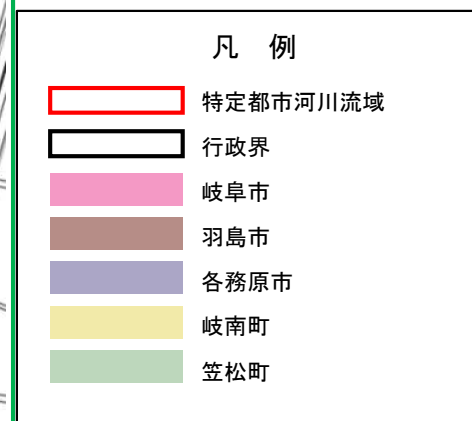 凡 例
特定都市河川流域
行政界
岐阜市
羽島市
各務原市
岐南町
笠松町